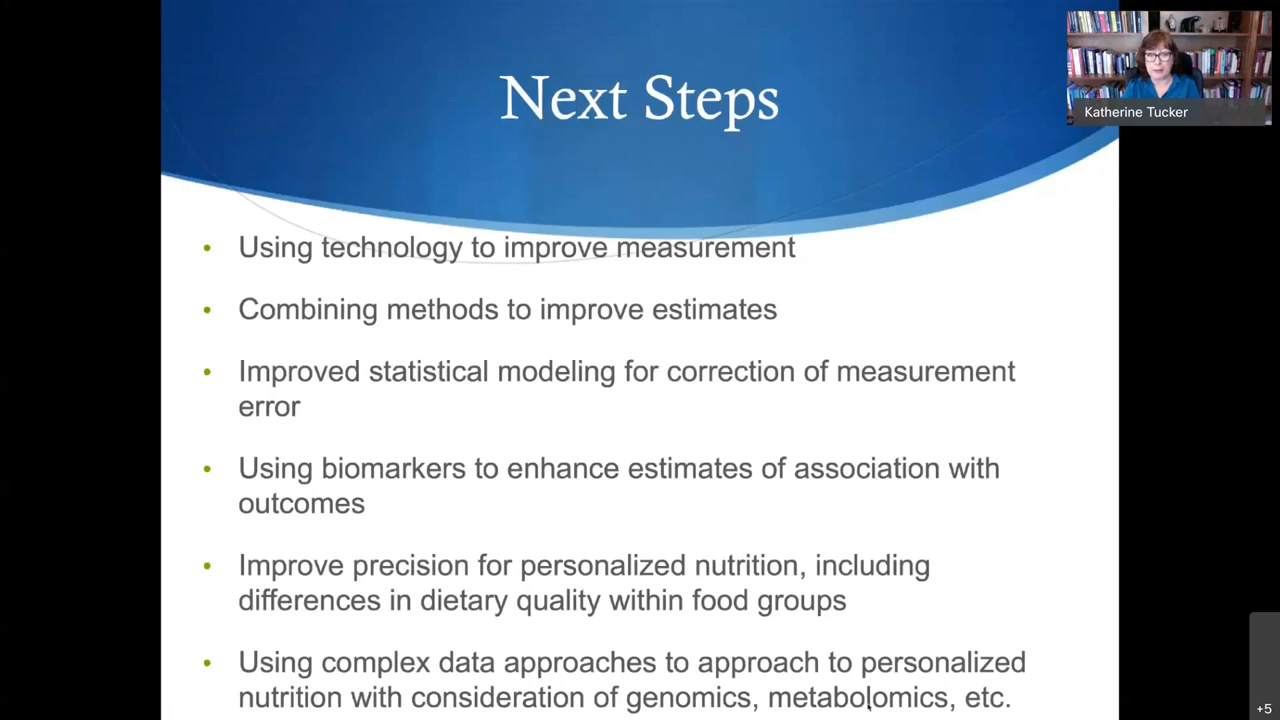 Next Steps
Katherine Tucker
• Using technology to improve measurement
• Combining methods to improve estimates
• Improved statistical modeling for correction of measurement
error
• Using biomarkers to enhance estimates of association with
outcomes
• Improve precision for personalized nutrition, including
differences in dietary quality within food groups
• Using complex data approaches to approach to personalized
nutrition with consideration of genomics, metabolomics, etc.
+5